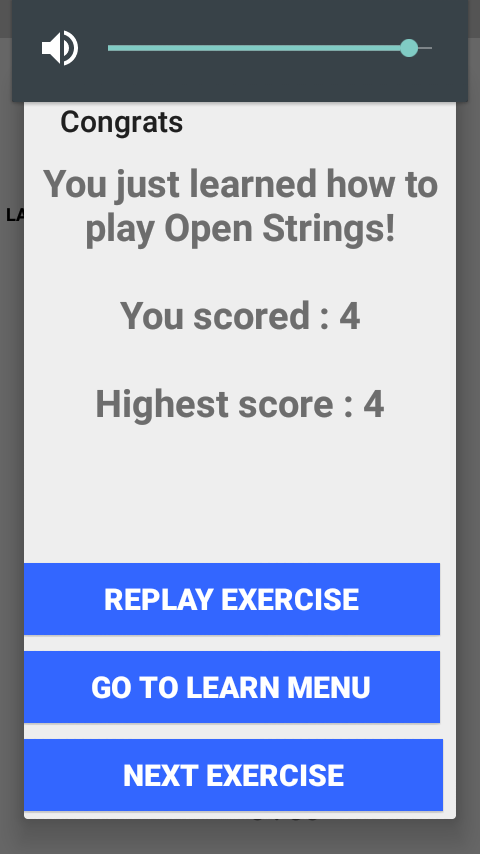 Congrats
You just learned how to
play Open Strings!
You scored : 4
Highest score : 4
REPLAY EXERCISE
GO TO LEARN MENU
NEXT EXERCISE